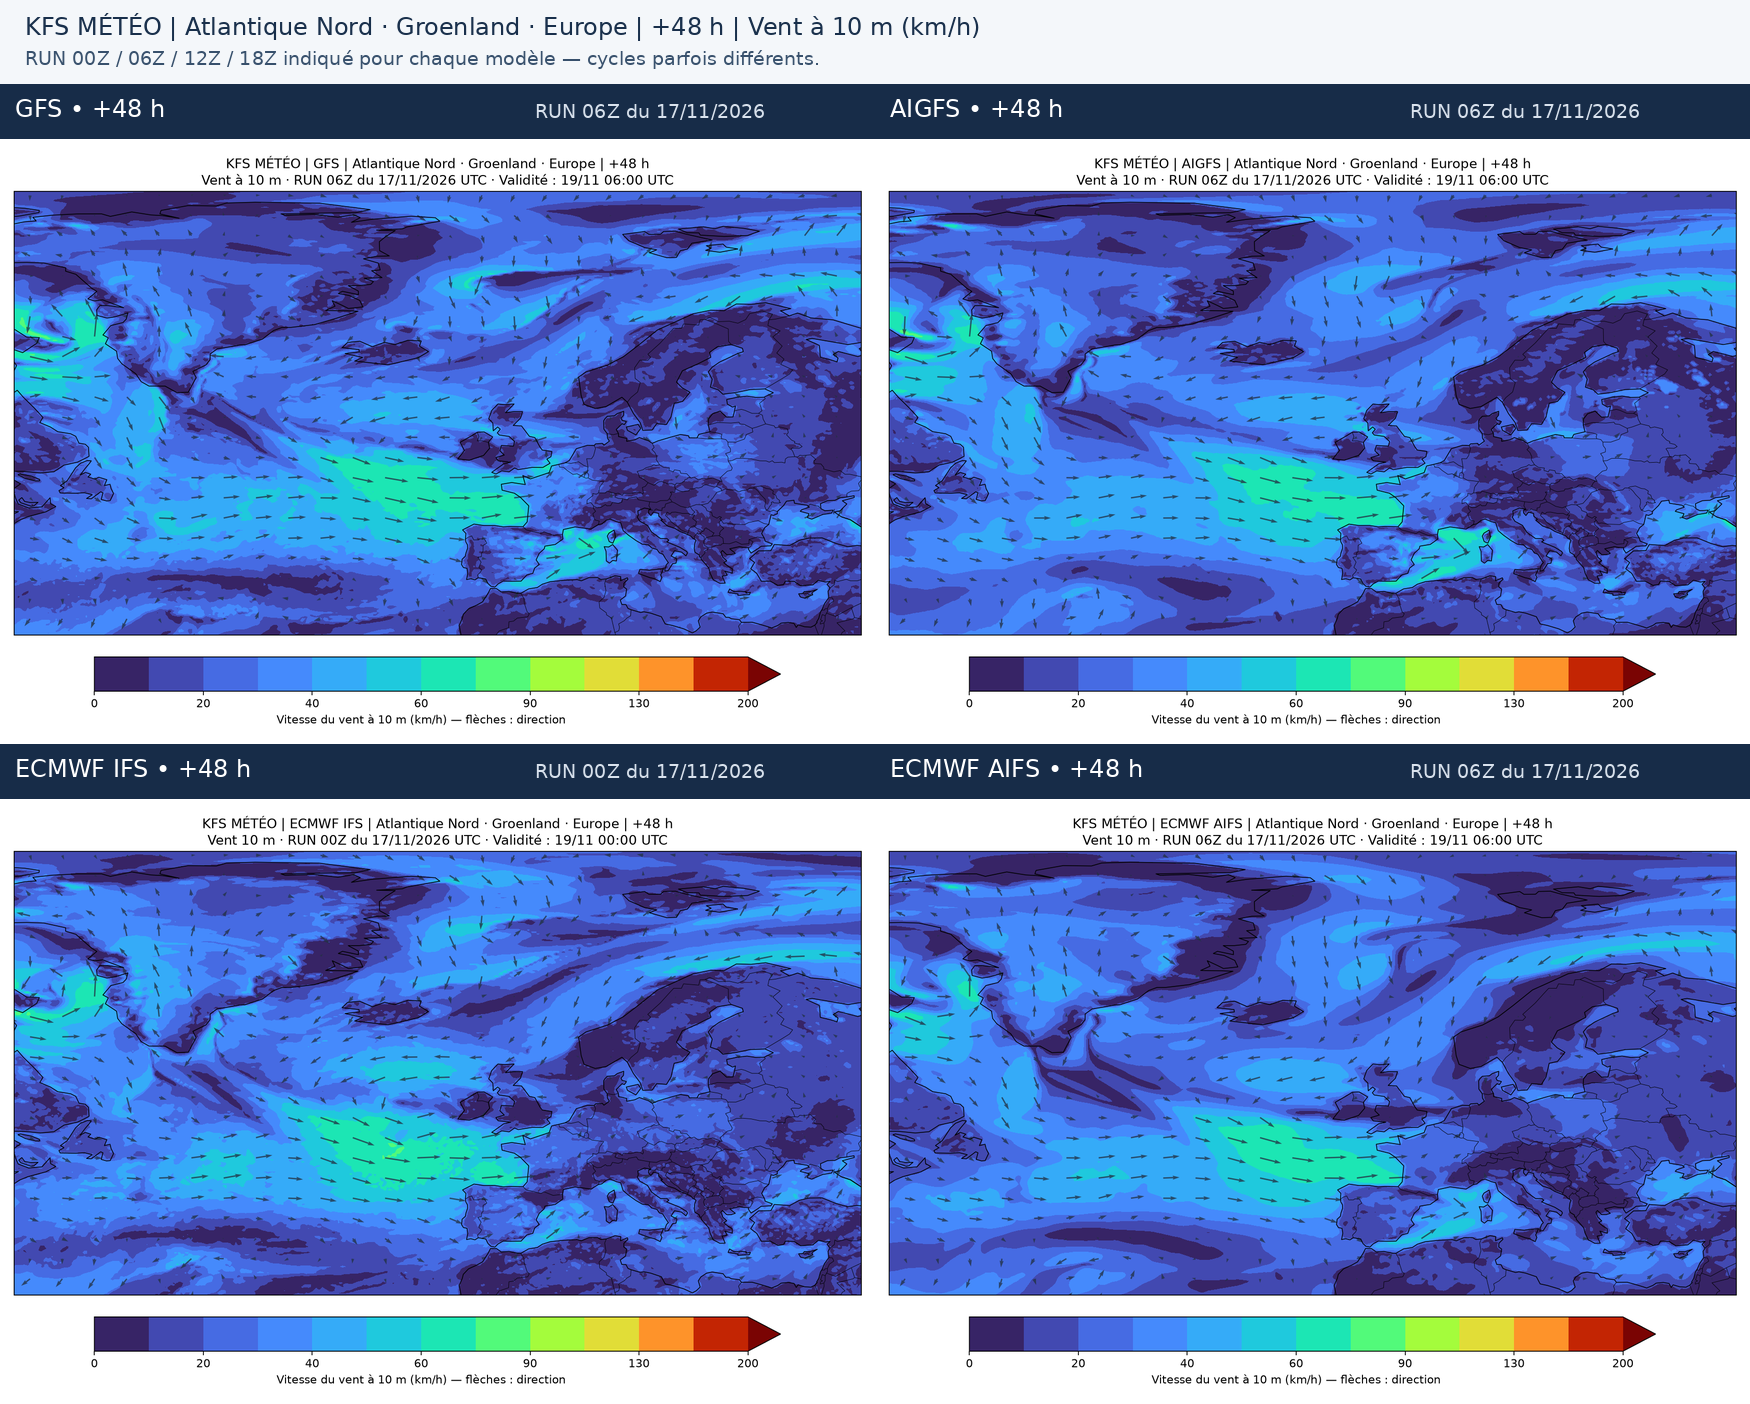 KFS MÉTÉO | Atlantique Nord · Groenland · Europe | +48 h | Vent à 10 m (km/h)
RUN 00Z / 06Z / 12Z / 18Z indiqué pour chaque modèle — cycles parfois différents.
GFS • +48 h
RUN 06Z du 17/11/2026
KFS MÉTÉO | GFS | Atlantique Nord · Groenland · Europe | +48 h
Vent à 10 m · RUN 06Z du 17/11/2026 UTC · Validité : 19/11 06:00 UTC
0 20 40 60 90 130 200
Vitesse du vent à 10 m (km/h) — flèches : direction
AIGFS • +48 h
RUN 06Z du 17/11/2026
KFS MÉTÉO | AIGFS | Atlantique Nord · Groenland · Europe | +48 h
Vent à 10 m · RUN 06Z du 17/11/2026 UTC · Validité : 19/11 06:00 UTC
0 20 40 60 90 130 200
Vitesse du vent à 10 m (km/h) — flèches : direction
ECMWF IFS • +48 h
RUN 00Z du 17/11/2026
KFS MÉTÉO | ECMWF IFS | Atlantique Nord · Groenland · Europe | +48 h
Vent 10 m · RUN 00Z du 17/11/2026 UTC · Validité : 19/11 00:00 UTC
0 20 40 60 90 130 200
Vitesse du vent à 10 m (km/h) — flèches : direction
ECMWF AIFS • +48 h
RUN 06Z du 17/11/2026
KFS MÉTÉO | ECMWF AIFS | Atlantique Nord · Groenland · Europe | +48 h
Vent 10 m · RUN 06Z du 17/11/2026 UTC · Validité : 19/11 06:00 UTC
0 20 40 60 90 130 200
Vitesse du vent à 10 m (km/h) — flèches : direction